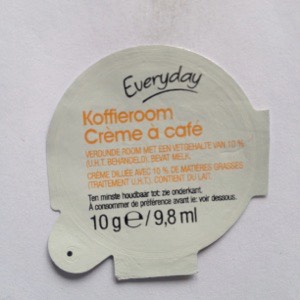 Everyday
Koffieroom
Crème à café
VERDUNDE ROOM MET EEN VETGEHALTE VAN 10 %
(U.H.T. BEHANDELD). BEVAT MELK.
CRÈME DILUÉE AVEC 10 % DE MATIÈRES GRASSES
(TRAITEMENT U.H.T.). CONTIENT DU LAIT.
Ten minste houdbaar tot: zie onderkant.
À consommer de préférence avant le: voir dessous.
10 g e / 9,8 ml